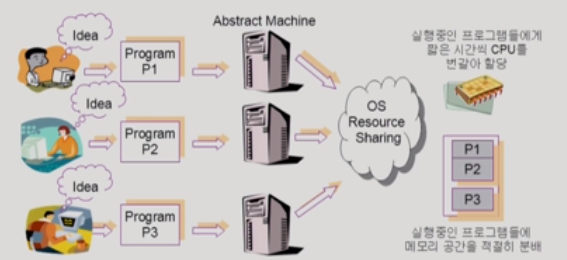 Abstract Machine
Idea
Program
P1
Idea
Program
P2
Idea
Program
P3
OS
Resource
Sharing
실행중인 프로그램들에게
짧은 시간씩 CPU를
번갈아 할당
P1
P2
P3
실행중인 프로그램들에
메모리 공간을 적절히 분배